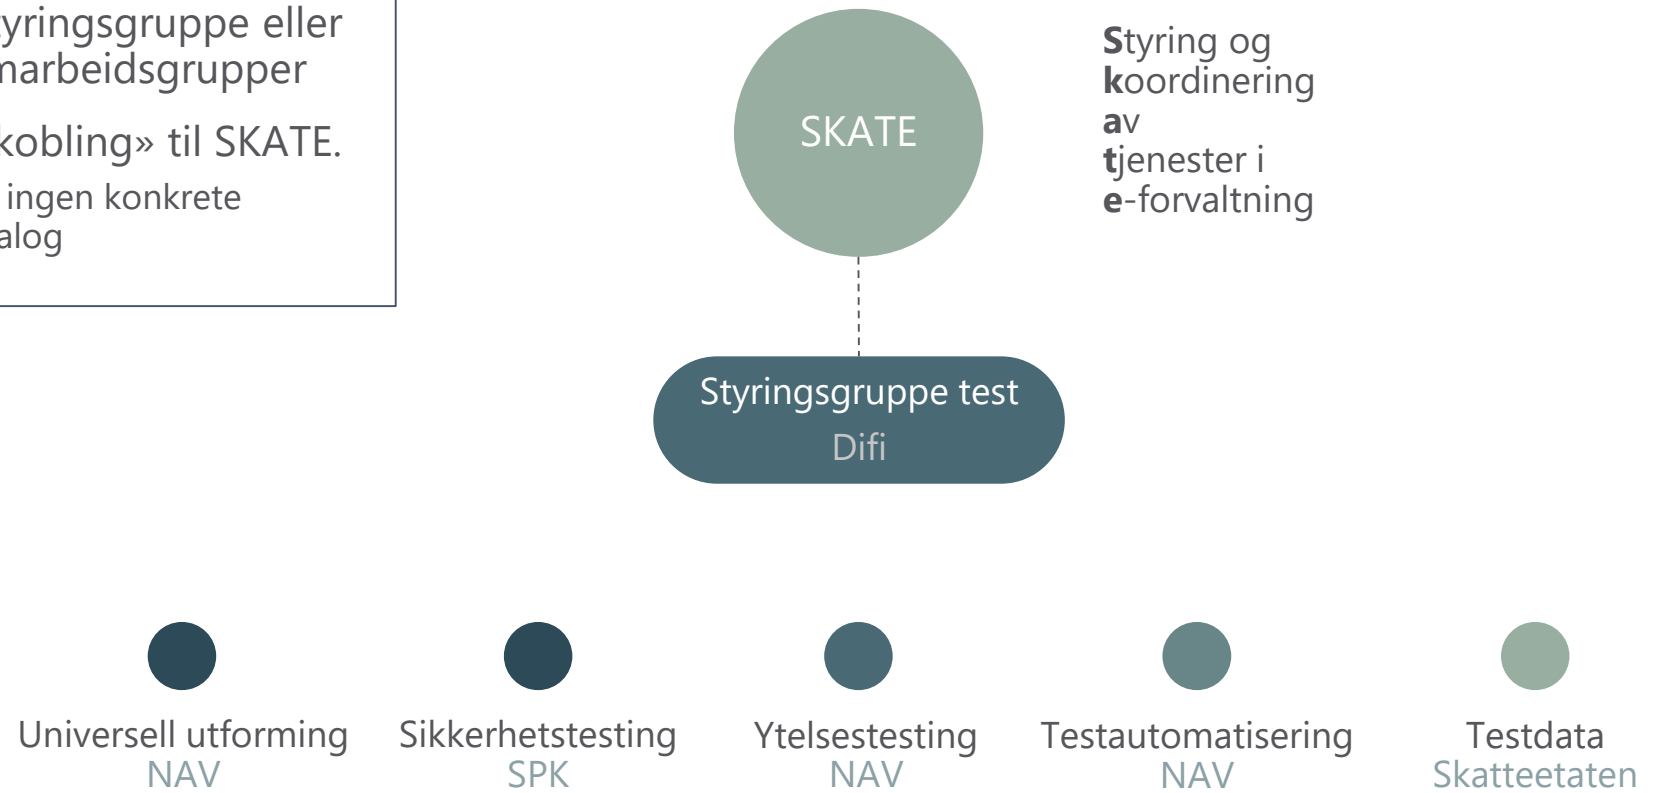 yringsgruppe eller
marbeidsgrupper
kobling» til SKATE.
ingen konkrete
alog
SKATE
Styring og
koordinering
av
tjenester i
e-forvaltning
Styringsgruppe test
Difi
Universell utforming
NAV
Sikkerhetstesting
SPK
Ytelsestesting
NAV
Testautomatisering
NAV
Testdata
Skatteetaten